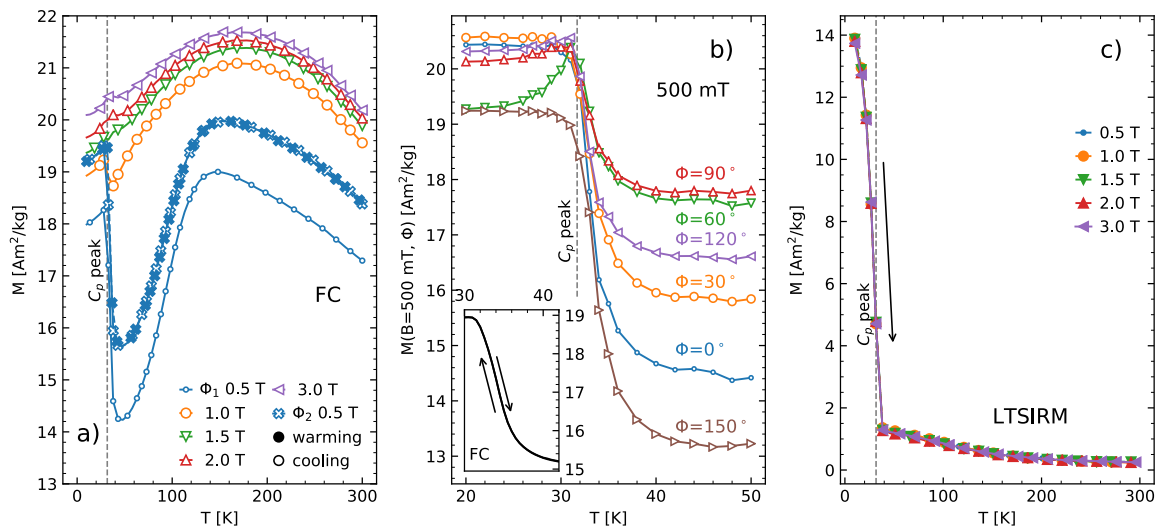 22
21
20
19
18
17
16
15
14
13
M [Am²/kg]
C_p peak
FC
a)
Φ₁ 0.5 T
1.0 T
1.5 T
2.0 T
3.0 T
Φ₂ 0.5 T
warming
cooling
0 100 200 300
T [K]
20
19
18
17
16
15
14
13
M(B=500 mT, Φ) [Am²/kg]
b)
500 mT
C_p peak
Φ=90°
Φ=60°
Φ=120°
Φ=30°
Φ=0°
Φ=150°
30 40
19
18
17
16
15
FC
20 30 40 50
T [K]
14
12
10
8
6
4
2
0
M [Am²/kg]
c)
C_p peak
0.5 T
1.0 T
1.5 T
2.0 T
3.0 T
LTSIRM
0 100 200 300
T [K]